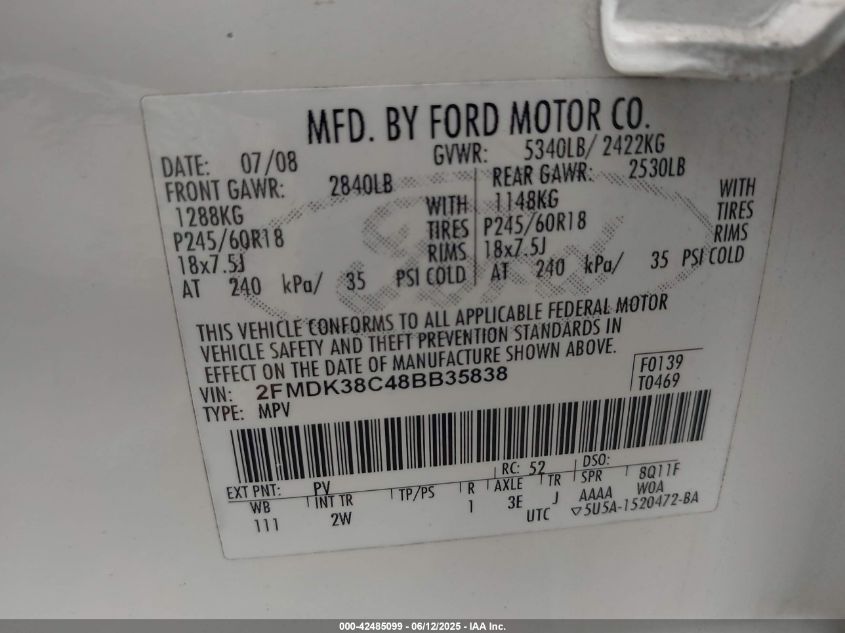 MFD. BY FORD MOTOR CO.
DATE: 07/08 GVWR: 5340LB/ 2422KG
FRONT GAWR: 2840LB REAR GAWR: 2530LB
1288KG WITH 1148KG WITH
P245/60R18 TIRES P245/60R18 TIRES
18x7.5J RIMS 18x7.5J RIMS
AT 240 kPa/ 35 PSI COLD AT 240 kPa/ 35 PSI COLD
THIS VEHICLE CONFORMS TO ALL APPLICABLE FEDERAL MOTOR
VEHICLE SAFETY AND THEFT PREVENTION STANDARDS IN
EFFECT ON THE DATE OF MANUFACTURE SHOWN ABOVE.
VIN: 2FMDK38C48BB35838 F0139
TYPE: MPV T0469
EXT PNT: PV RC: 52 DSO:
WB INT TR TP/PS R AXLE TR SPR 8Q11F
111 2W 1 3E J AAAA W0A
UTC ▽5U5A-1520472-BA
000-42485099 - 06/12/2025 - IAA Inc.